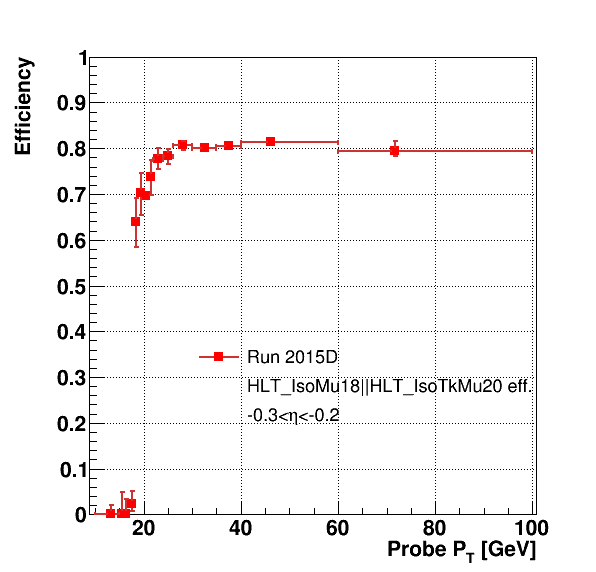 Efficiency
1
0.9
0.8
0.7
0.6
0.5
0.4
0.3
0.2
0.1
0
Run 2015D
HLT_IsoMu18||HLT_IsoTkMu20 eff.
-0.3<η<-0.2
20 40 60 80 100
Probe P_T [GeV]